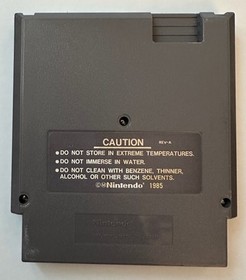 CAUTION REV-A
• DO NOT STORE IN EXTREME TEMPERATURES.
• DO NOT IMMERSE IN WATER.
• DO NOT CLEAN WITH BENZENE, THINNER,
ALCOHOL OR OTHER SUCH SOLVENTS.
©Nintendo® 1985